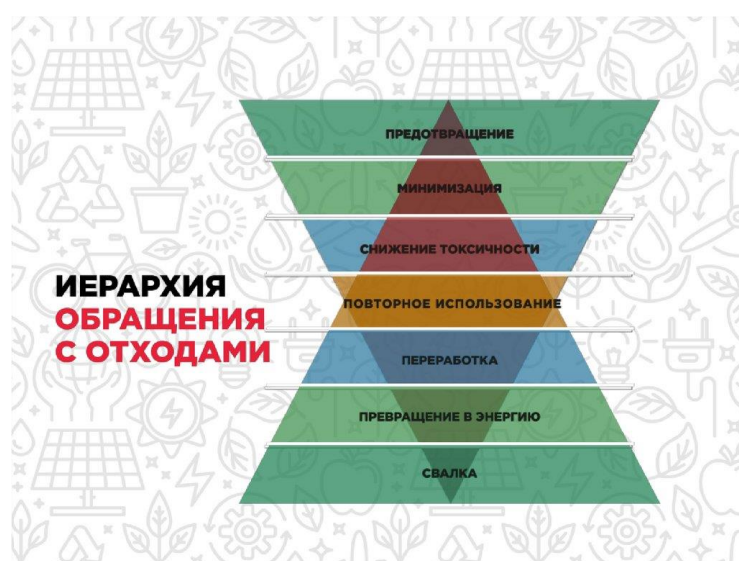 ИЕРАРХИЯ
ОБРАЩЕНИЯ
С ОТХОДАМИ
ПРЕДОТВРАЩЕНИЕ
МИНИМИЗАЦИЯ
СНИЖЕНИЕ ТОКСИЧНОСТИ
ПОВТОРНОЕ ИСПОЛЬЗОВАНИЕ
ПЕРЕРАБОТКА
ПРЕВРАЩЕНИЕ В ЭНЕРГИЮ
СВАЛКА